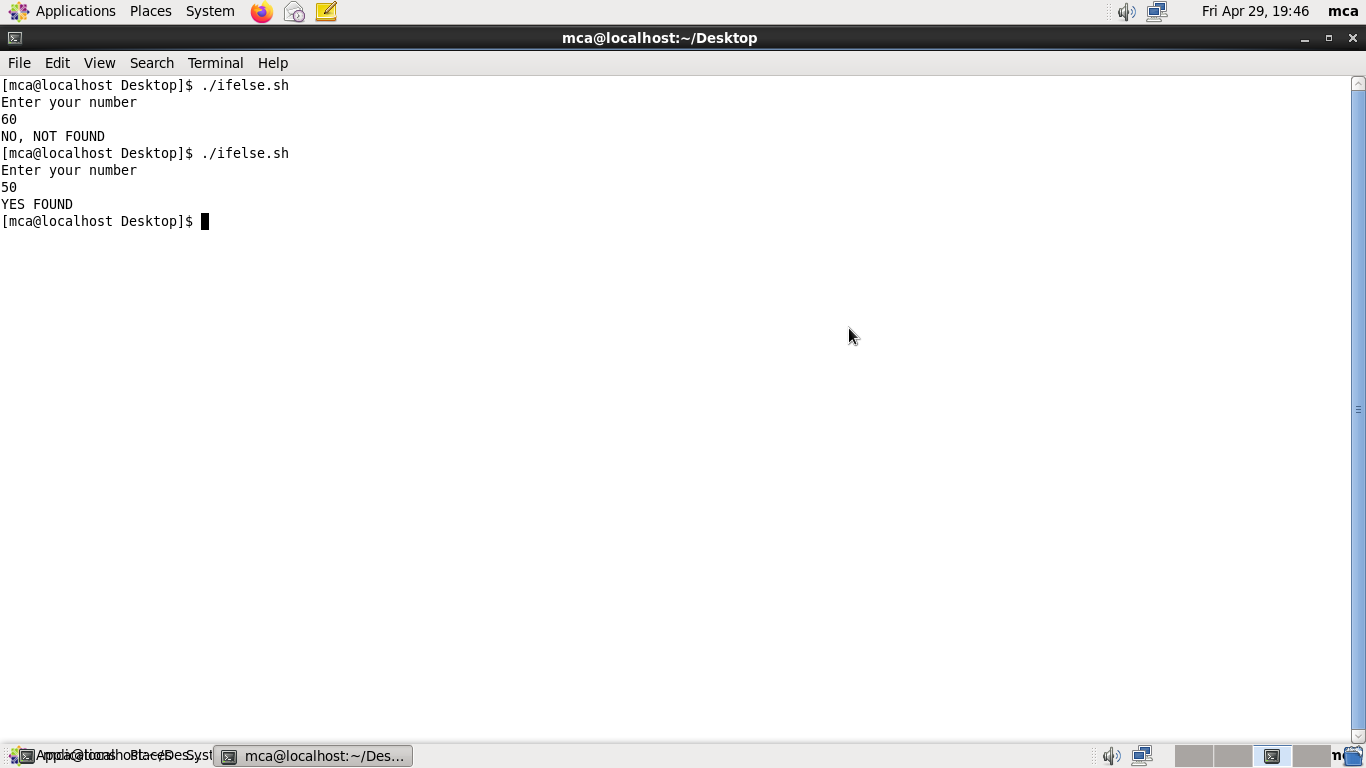 Applications Places System Fri Apr 29, 19:46 mca
mca@localhost:~/Desktop
File Edit View Search Terminal Help
[mca@localhost Desktop]$ ./ifelse.sh
Enter your number
60
NO, NOT FOUND
[mca@localhost Desktop]$ ./ifelse.sh
Enter your number
50
YES FOUND
[mca@localhost Desktop]$
mca@localhost:~/Des...